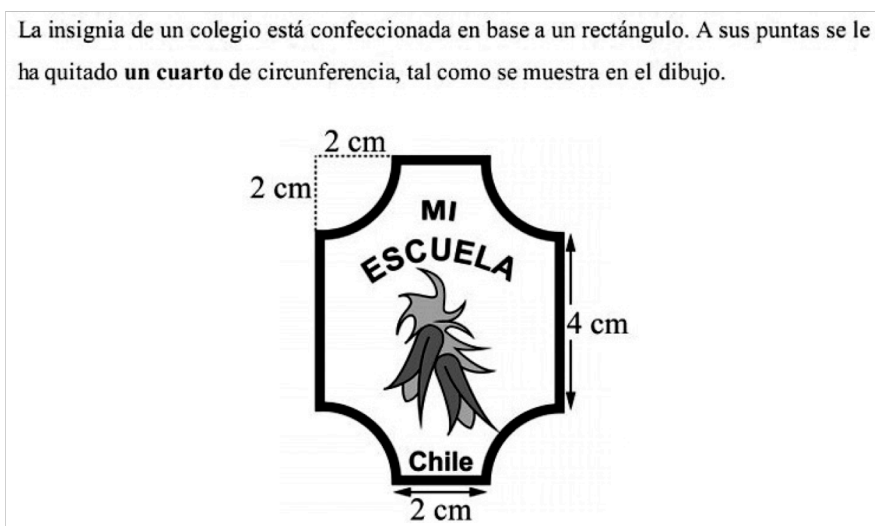 La insignia de un colegio está confeccionada en base a un rectángulo. A sus puntas se le
ha quitado un cuarto de circunferencia, tal como se muestra en el dibujo.
2 cm
2 cm
MI
ESCUELA
4 cm
Chile
2 cm